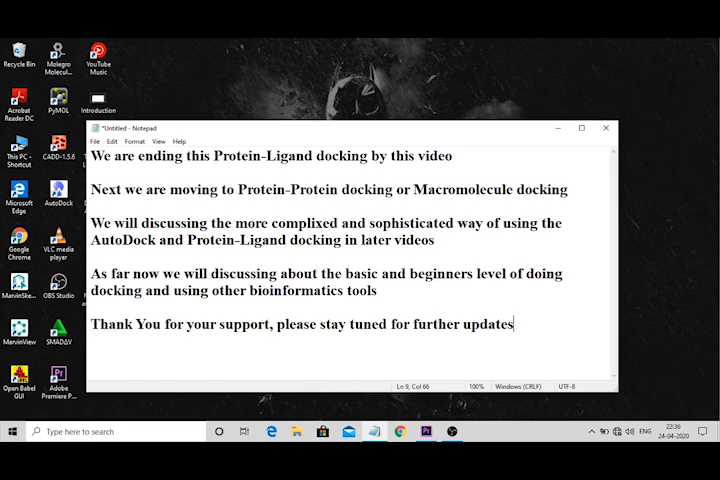 Recycle Bin
Molegro
Molecul...
YouTube
Music
Acrobat
Reader DC
PyMOL
Introduction
This PC -
Shortcut
CADD-1.5.6
Microsoft
Edge
AutoDock
Google
Chrome
VLC media
player
MarvinSke...
OBS Studio
MarvinView
SMADΔV
Open Babel
GUI
Adobe
Premiere P...
*Untitled - Notepad
File Edit Format View Help
We are ending this Protein-Ligand docking by this video
Next we are moving to Protein-Protein docking or Macromolecule docking
We will discussing the more complixed and sophisticated way of using the
AutoDock and Protein-Ligand docking in later videos
As far now we will discussing about the basic and beginners level of doing
docking and using other bioinformatics tools
Thank You for your support, please stay tuned for further updates
Ln 9, Col 66 100% Windows (CRLF) UTF-8
Type here to search
ENG
22:36
24-04-2020